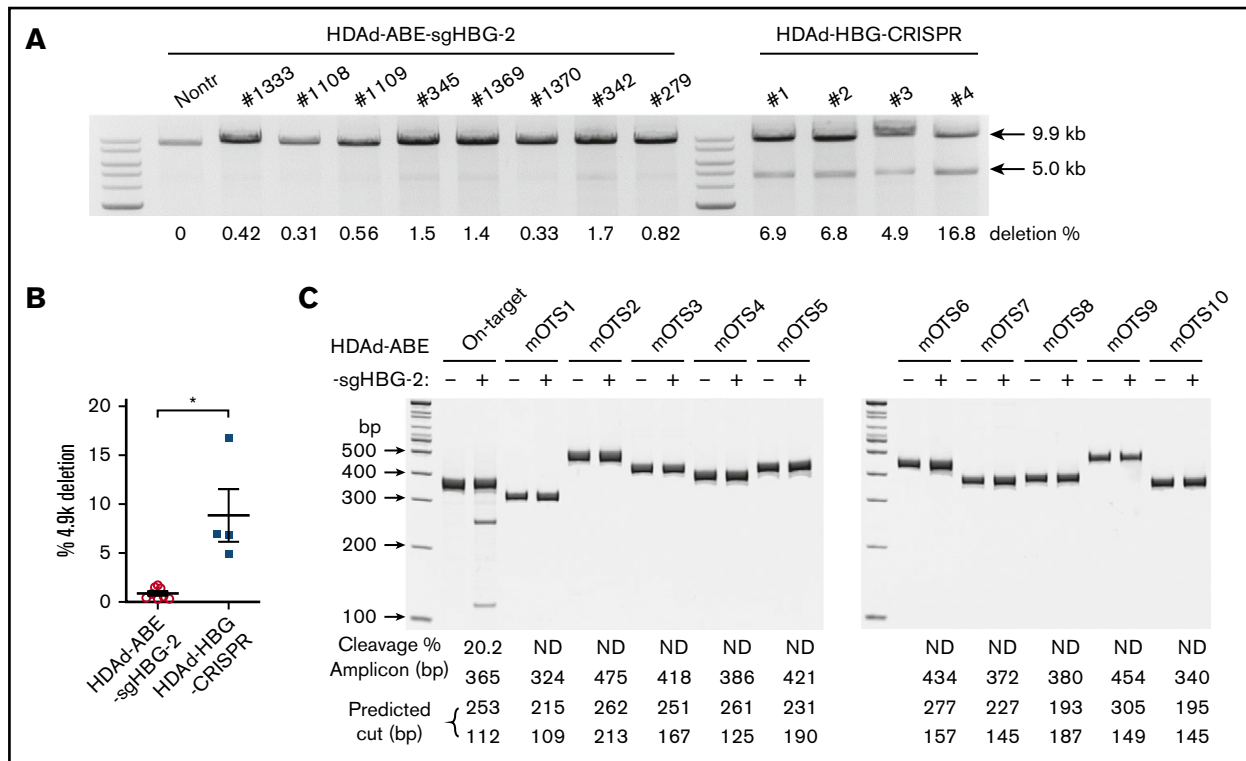 A
HDAd-ABE-sgHBG-2 HDAd-HBG-CRISPR
Nontr #1333 #1108 #1109 #345 #1369 #1370 #342 #279 #1 #2 #3 #4
9.9 kb
5.0 kb
0 0.42 0.31 0.56 1.5 1.4 0.33 1.7 0.82 6.9 6.8 4.9 16.8 deletion %
B
% 4.9k deletion
*
20
15
10
5
0
HDAd-ABE
-sgHBG-2
HDAd-HBG
-CRISPR
C
On-target mOTS1 mOTS2 mOTS3 mOTS4 mOTS5 mOTS6 mOTS7 mOTS8 mOTS9 mOTS10
HDAd-ABE
-sgHBG-2: – + – + – + – + – + – + – + – + – + – + – +
bp
500
400
300
200
100
Cleavage % 20.2 ND ND ND ND ND ND ND ND ND ND
Amplicon (bp) 365 324 475 418 386 421 434 372 380 454 340
Predicted cut (bp) { 253 215 262 251 261 231 277 227 193 305 195
112 109 213 167 125 190 157 145 187 149 145